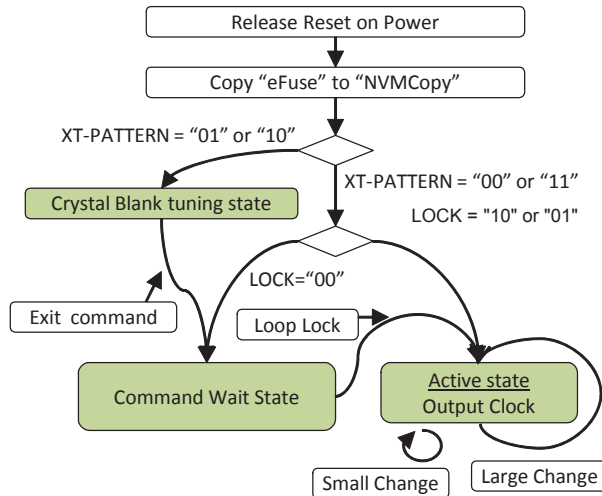 Release Reset on Power
Copy “eFuse” to “NVMCopy”
XT-PATTERN = “01” or “10”
XT-PATTERN = “00” or “11”
Crystal Blank tuning state
LOCK = "10" or "01"
LOCK=“00”
Exit command
Loop Lock
Command Wait State
Active state
Output Clock
Small Change
Large Change